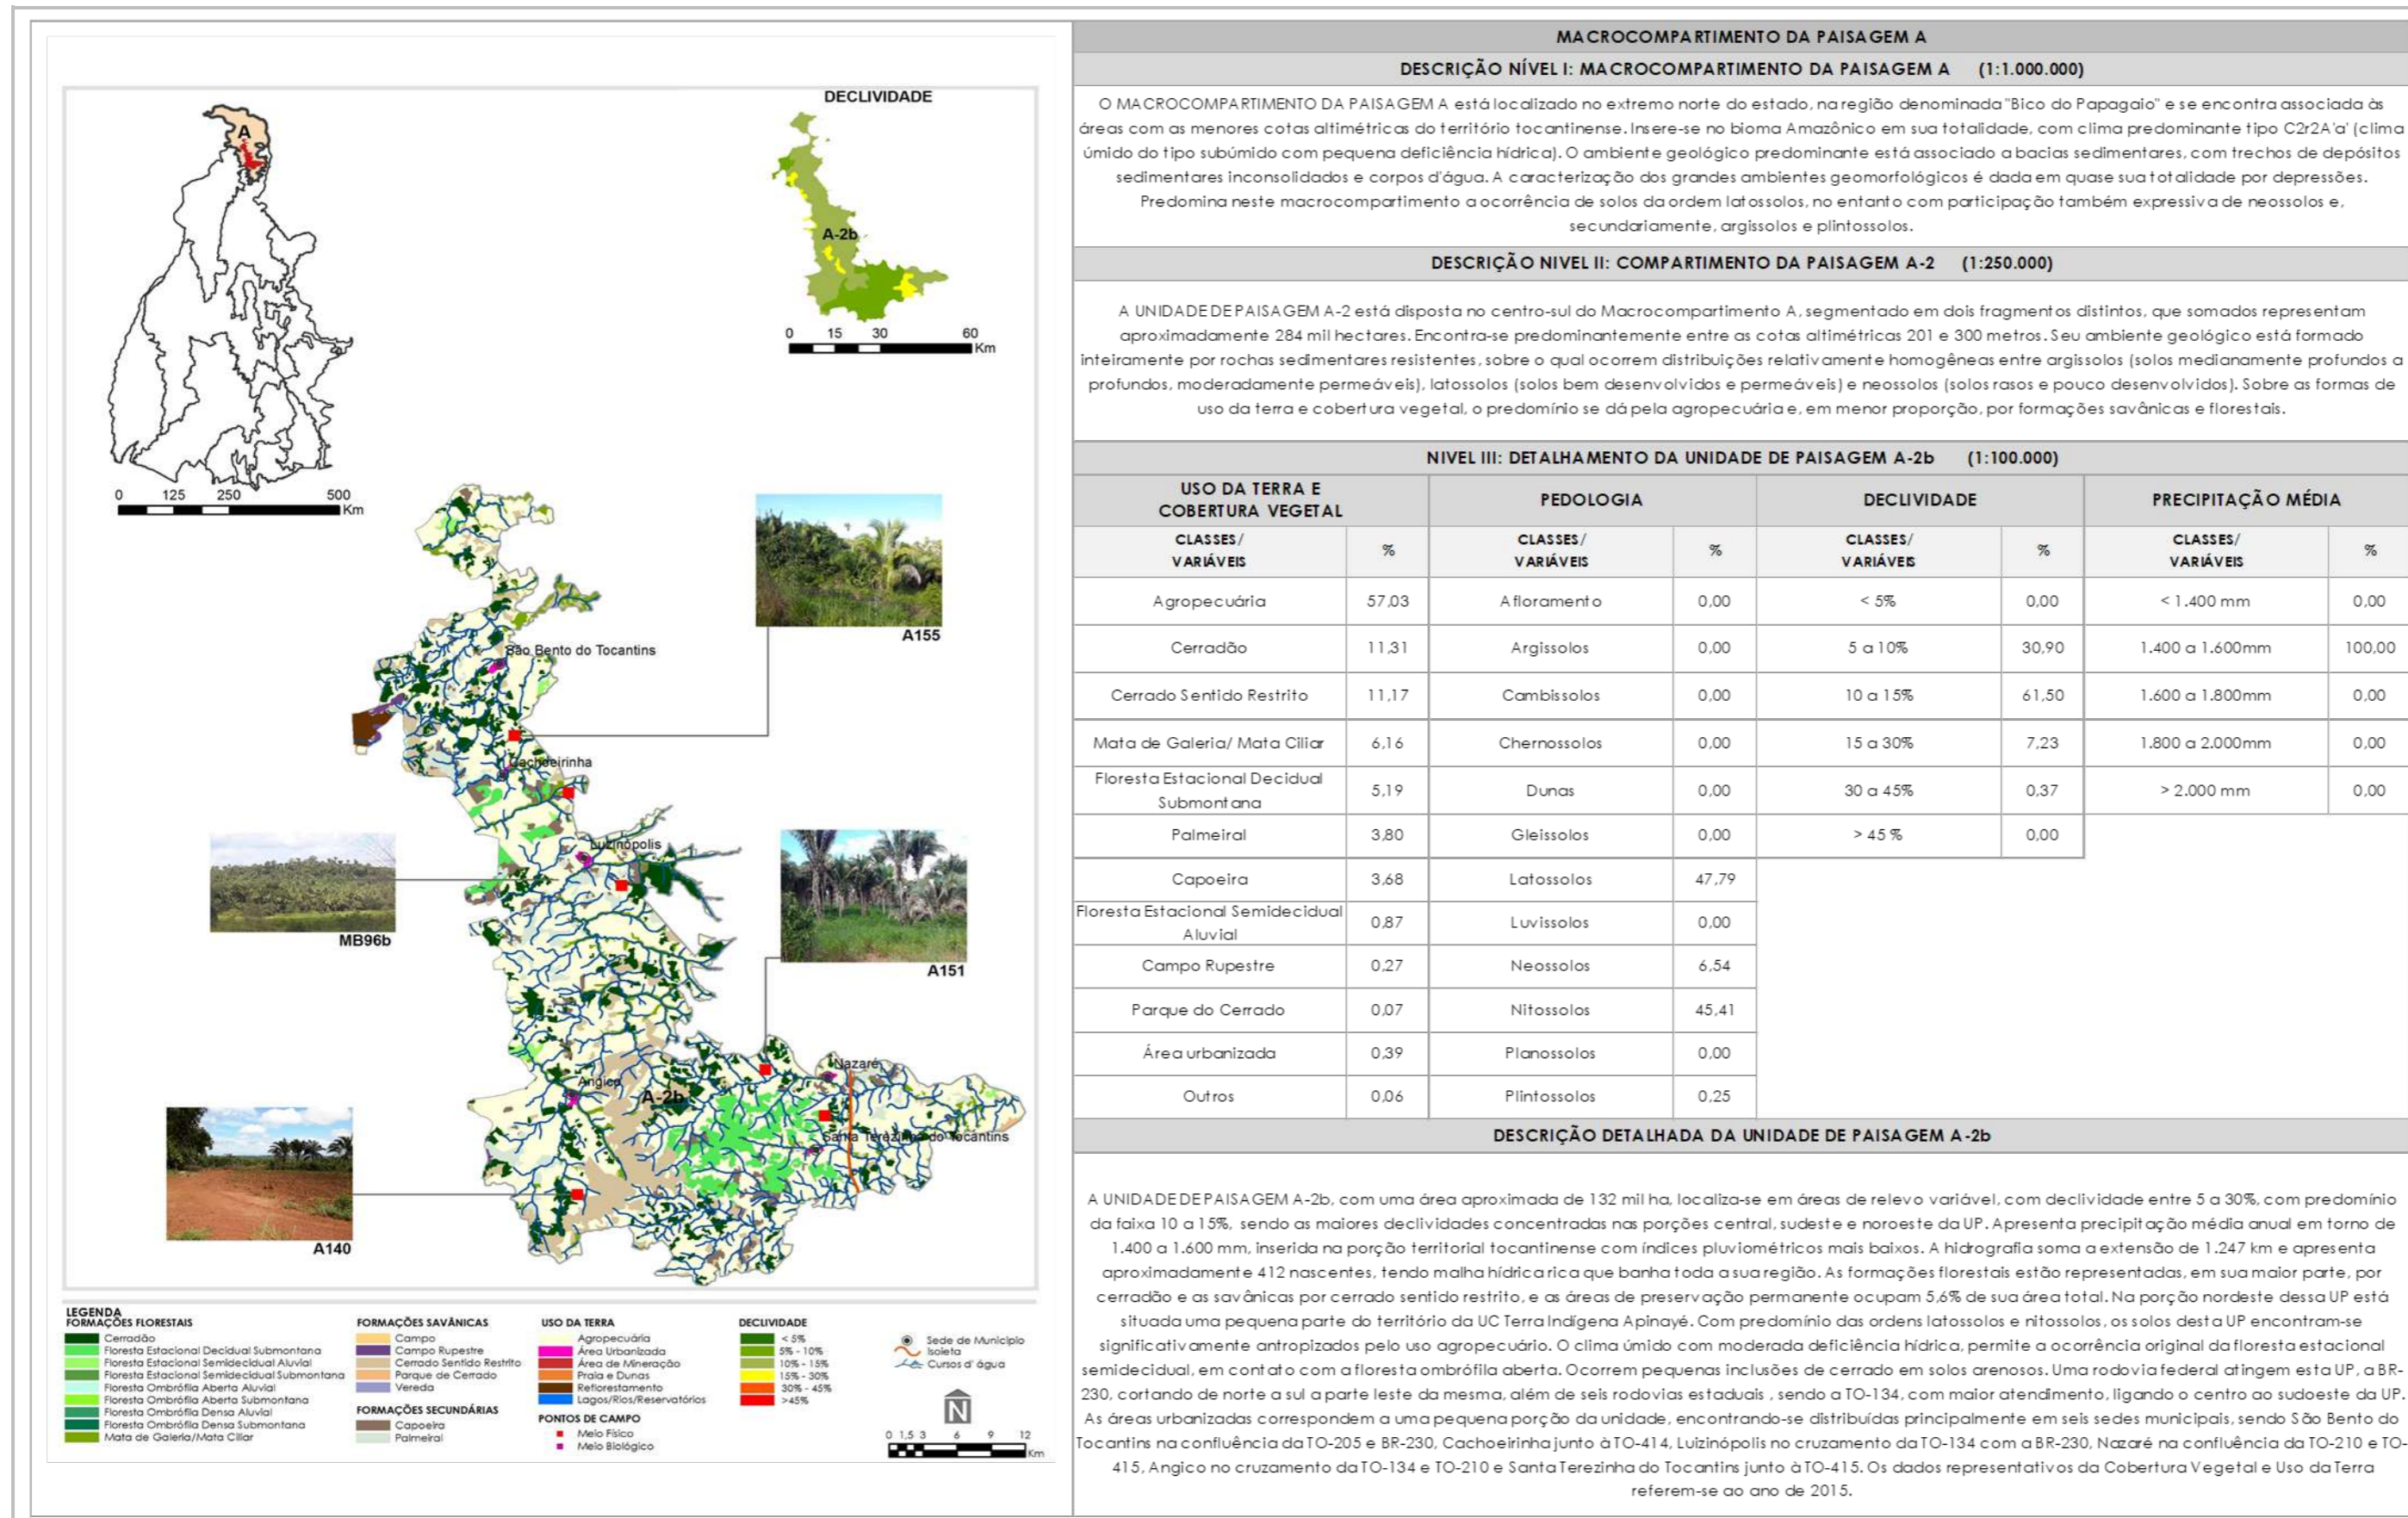 DECLIVIDADE
A
A-2b
0 15 30 60
Km
0 125 250 500
Km
A155
São Bento do Tocantins
Cachoeirinha
Luzinópolis
MB96b
A151
Nazaré
Angico
A-2b
Santa Terezinha do Tocantins
A140
LEGENDA
FORMAÇÕES FLORESTAIS
Cerradão
Floresta Estacional Decidual Submontana
Floresta Estacional Semidecidual Aluvial
Floresta Estacional Semidecidual Submontana
Floresta Ombrófila Aberta Aluvial
Floresta Ombrófila Aberta Submontana
Floresta Ombrófila Densa Aluvial
Floresta Ombrófila Densa Submontana
Mata de Galeria/Mata Ciliar
FORMAÇÕES SAVÂNICAS
Campo
Campo Rupestre
Cerrado Sentido Restrito
Parque de Cerrado
Vereda
FORMAÇÕES SECUNDÁRIAS
Capoeira
Palmeiral
USO DA TERRA
Agropecuária
Área Urbanizada
Área de Mineração
Praia e Dunas
Reflorestamento
Lagos/Rios/Reservatórios
PONTOS DE CAMPO
Meio Físico
Meio Biológico
DECLIVIDADE
< 5%
5% - 10%
10% - 15%
15% - 30%
30% - 45%
>45%
Sede de Município
Isoieta
Cursos d' água
N
0 1,5 3 6 9 12
Km
MACROCOMPARTIMENTO DA PAISAGEM A
DESCRIÇÃO NÍVEL I: MACROCOMPARTIMENTO DA PAISAGEM A (1:1.000.000)
O MACROCOMPARTIMENTO DA PAISAGEM A está localizado no extremo norte do estado, na região denominada "Bico do Papagaio" e se encontra associada às
áreas com as menores cotas altimétricas do território tocantinense. Insere-se no bioma Amazônico em sua totalidade, com clima predominante tipo C2r2A'a' (clima
úmido do tipo subúmido com pequena deficiência hídrica). O ambiente geológico predominante está associado a bacias sedimentares, com trechos de depósitos
sedimentares inconsolidados e corpos d'água. A caracterização dos grandes ambientes geomorfológicos é dada em quase sua totalidade por depressões.
Predomina neste macrocompartimento a ocorrência de solos da ordem latossolos, no entanto com participação também expressiva de neossolos e,
secundariamente, argissolos e plintossolos.
DESCRIÇÃO NIVEL II: COMPARTIMENTO DA PAISAGEM A-2 (1:250.000)
A UNIDADE DE PAISAGEM A-2 está disposta no centro-sul do Macrocompartimento A, segmentado em dois fragmentos distintos, que somados representam
aproximadamente 284 mil hectares. Encontra-se predominantemente entre as cotas altimétricas 201 e 300 metros. Seu ambiente geológico está formado
inteiramente por rochas sedimentares resistentes, sobre o qual ocorrem distribuições relativamente homogêneas entre argissolos (solos medianamente profundos a
profundos, moderadamente permeáveis), latossolos (solos bem desenvolvidos e permeáveis) e neossolos (solos rasos e pouco desenvolvidos). Sobre as formas de
uso da terra e cobertura vegetal, o predomínio se dá pela agropecuária e, em menor proporção, por formações savânicas e florestais.
NIVEL III: DETALHAMENTO DA UNIDADE DE PAISAGEM A-2b (1:100.000)
USO DA TERRA E
COBERTURA VEGETAL
PEDOLOGIA
DECLIVIDADE
PRECIPITAÇÃO MÉDIA
CLASSES/
VARIÁVEIS
%
CLASSES/
VARIÁVEIS
%
CLASSES/
VARIÁVEIS
%
CLASSES/
VARIÁVEIS
%
Agropecuária 57,03 Afloramento 0,00 < 5% 0,00 < 1.400 mm 0,00
Cerradão 11,31 Argissolos 0,00 5 a 10% 30,90 1.400 a 1.600mm 100,00
Cerrado Sentido Restrito 11,17 Cambissolos 0,00 10 a 15% 61,50 1.600 a 1.800mm 0,00
Mata de Galeria/ Mata Ciliar 6,16 Chernossolos 0,00 15 a 30% 7,23 1.800 a 2.000mm 0,00
Floresta Estacional Decidual
Submontana
5,19 Dunas 0,00 30 a 45% 0,37 > 2.000 mm 0,00
Palmeiral 3,80 Gleissolos 0,00 > 45 % 0,00
Capoeira 3,68 Latossolos 47,79
Floresta Estacional Semidecidual
Aluvial
0,87 Luvissolos 0,00
Campo Rupestre 0,27 Neossolos 6,54
Parque do Cerrado 0,07 Nitossolos 45,41
Área urbanizada 0,39 Planossolos 0,00
Outros 0,06 Plintossolos 0,25
DESCRIÇÃO DETALHADA DA UNIDADE DE PAISAGEM A-2b
A UNIDADE DE PAISAGEM A-2b, com uma área aproximada de 132 mil ha, localiza-se em áreas de relevo variável, com declividade entre 5 a 30%, com predomínio
da faixa 10 a 15%, sendo as maiores declividades concentradas nas porções central, sudeste e noroeste da UP. Apresenta precipitação média anual em torno de
1.400 a 1.600 mm, inserida na porção territorial tocantinense com índices pluviométricos mais baixos. A hidrografia soma a extensão de 1.247 km e apresenta
aproximadamente 412 nascentes, tendo malha hídrica rica que banha toda a sua região. As formações florestais estão representadas, em sua maior parte, por
cerradão e as savânicas por cerrado sentido restrito, e as áreas de preservação permanente ocupam 5,6% de sua área total. Na porção nordeste dessa UP está
situada uma pequena parte do território da UC Terra Indígena Apinayé. Com predomínio das ordens latossolos e nitossolos, os solos desta UP encontram-se
significativamente antropizados pelo uso agropecuário. O clima úmido com moderada deficiência hídrica, permite a ocorrência original da floresta estacional
semidecidual, em contato com a floresta ombrófila aberta. Ocorrem pequenas inclusões de cerrado em solos arenosos. Uma rodovia federal atingem esta UP, a BR-
230, cortando de norte a sul a parte leste da mesma, além de seis rodovias estaduais , sendo a TO-134, com maior atendimento, ligando o centro ao sudoeste da UP.
As áreas urbanizadas correspondem a uma pequena porção da unidade, encontrando-se distribuídas principalmente em seis sedes municipais, sendo São Bento do
Tocantins na confluência da TO-205 e BR-230, Cachoeirinha junto à TO-414, Luizinópolis no cruzamento da TO-134 com a BR-230, Nazaré na confluência da TO-210 e TO-
415, Angico no cruzamento da TO-134 e TO-210 e Santa Terezinha do Tocantins junto à TO-415. Os dados representativos da Cobertura Vegetal e Uso da Terra
referem-se ao ano de 2015.